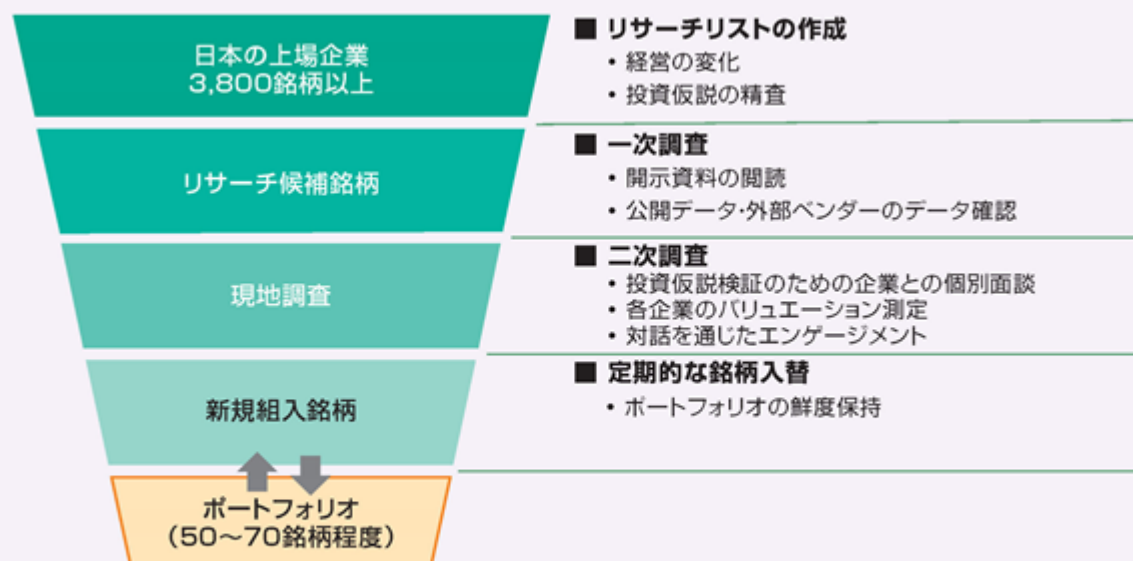 日本の上場企業
3,800銘柄以上
■ リサーチリストの作成
• 経営の変化
• 投資仮説の精査
リサーチ候補銘柄
■ 一次調査
• 開示資料の閲読
• 公開データ・外部ベンダーのデータ確認
現地調査
■ 二次調査
• 投資仮説検証のための企業との個別面談
• 各企業のバリュエーション測定
• 対話を通じたエンゲージメント
新規組入銘柄
■ 定期的な銘柄入替
• ポートフォリオの鮮度保持
ポートフォリオ
(50～70銘柄程度)